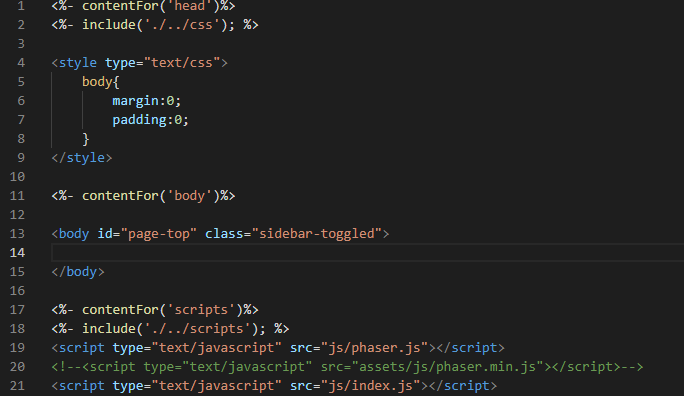 1 <%- contentFor('head')%>
2 <%- include('./../css'); %>
3
4 <style type="text/css">
5     body{
6         margin:0;
7         padding:0;
8     }
9 </style>
10
11 <%- contentFor('body')%>
12
13 <body id="page-top" class="sidebar-toggled">
14
15 </body>
16
17 <%- contentFor('scripts')%>
18 <%- include('./../scripts'); %>
19 <script type="text/javascript" src="js/phaser.js"></script>
20 <!--<script type="text/javascript" src="assets/js/phaser.min.js"></script>-->
21 <script type="text/javascript" src="js/index.js"></script>